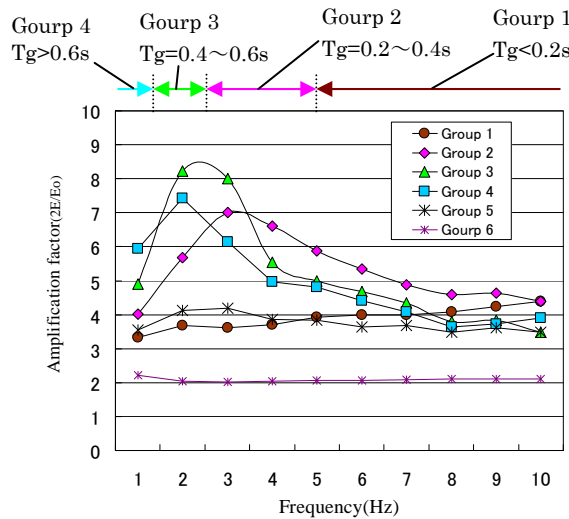 Gourp 4
Tg>0.6s
Gourp 3
Tg=0.4～0.6s
Gourp 2
Tg=0.2～0.4s
Gourp 1
Tg<0.2s
10
9
8
7
6
5
4
3
2
1
0
Amplification factor(2E/Eo)
Group 1
Group 2
Group 3
Group 4
Group 5
Gourp 6
1 2 3 4 5 6 7 8 9 10
Frequency(Hz)